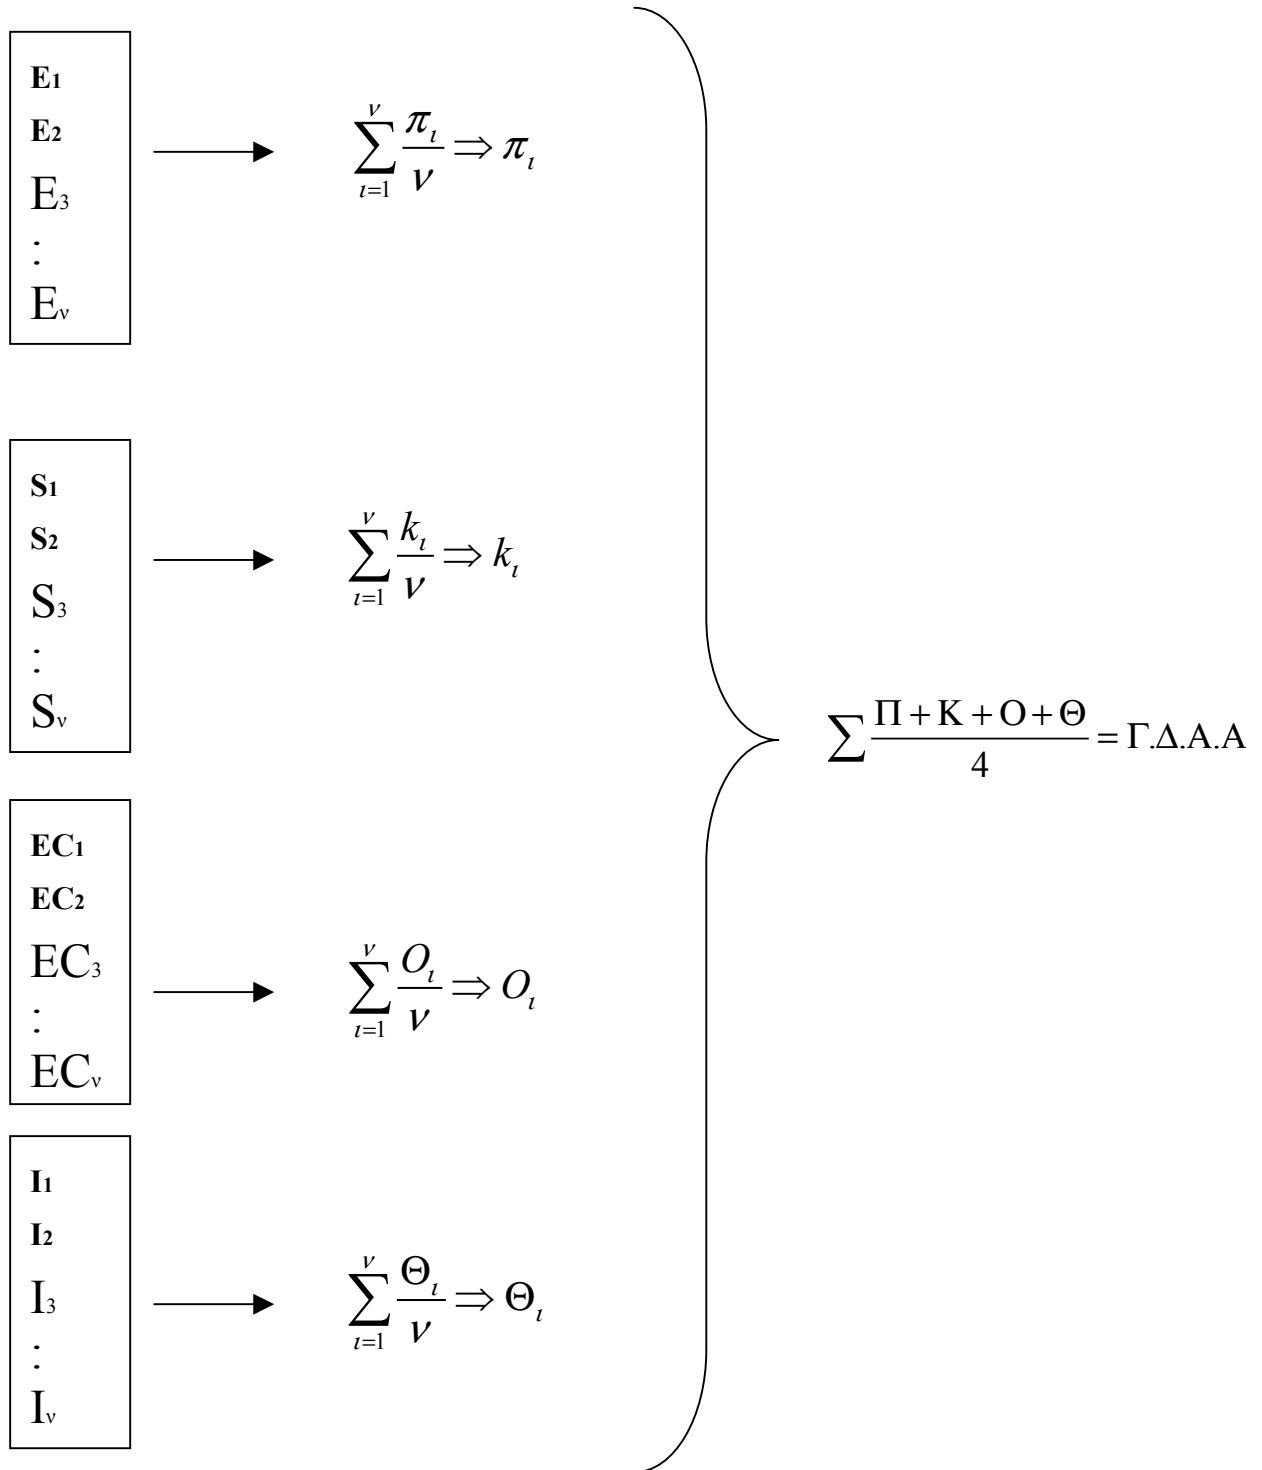 E1
E2
E3
⋮
Eν
∑_{ι=1}^{ν} π_ι/ν ⇒ π_ι
S1
S2
S3
⋮
Sν
∑_{ι=1}^{ν} k_ι/ν ⇒ k_ι
∑ (Π + Κ + Ο + Θ)/4 = Γ.Δ.Α.Α
EC1
EC2
EC3
⋮
ECν
∑_{ι=1}^{ν} O_ι/ν ⇒ O_ι
I1
I2
I3
⋮
Iν
∑_{ι=1}^{ν} Θ_ι/ν ⇒ Θ_ι